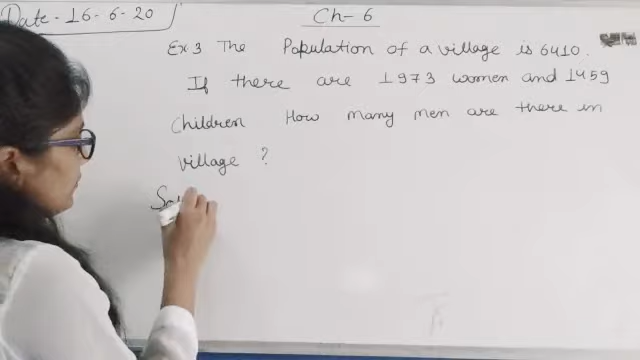 Date - 16-6-20
Ch- 6
Ex 3 The Population of a village is 6410.
If there are 1973 women and 1459
children How many men are there in
village ?